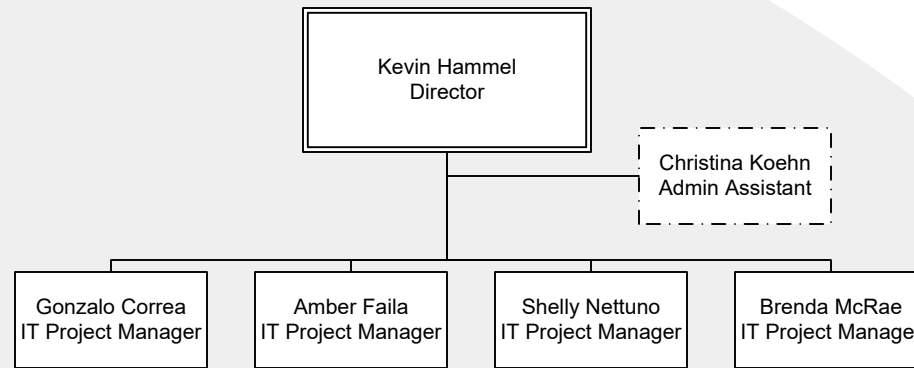 Kevin Hammel
Director
Christina Koehn
Admin Assistant
Gonzalo Correa
IT Project Manager
Amber Faila
IT Project Manager
Shelly Nettuno
IT Project Manager
Brenda McRae
IT Project Manage